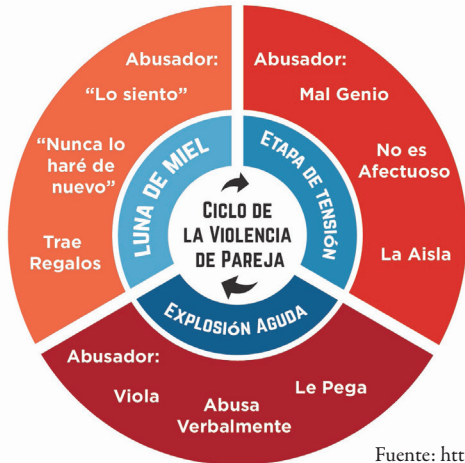 Abusador:
“Lo siento”
“Nunca lo
haré de
nuevo”
Trae
Regalos
LUNA DE MIEL
Abusador:
Mal Genio
No es
Afectuoso
La Aisla
ETAPA DE TENSIÓN
CICLO DE
LA VIOLENCIA
DE PAREJA
EXPLOSIÓN AGUDA
Abusador:
Viola
Abusa
Verbalmente
Le Pega
Fuente: htt